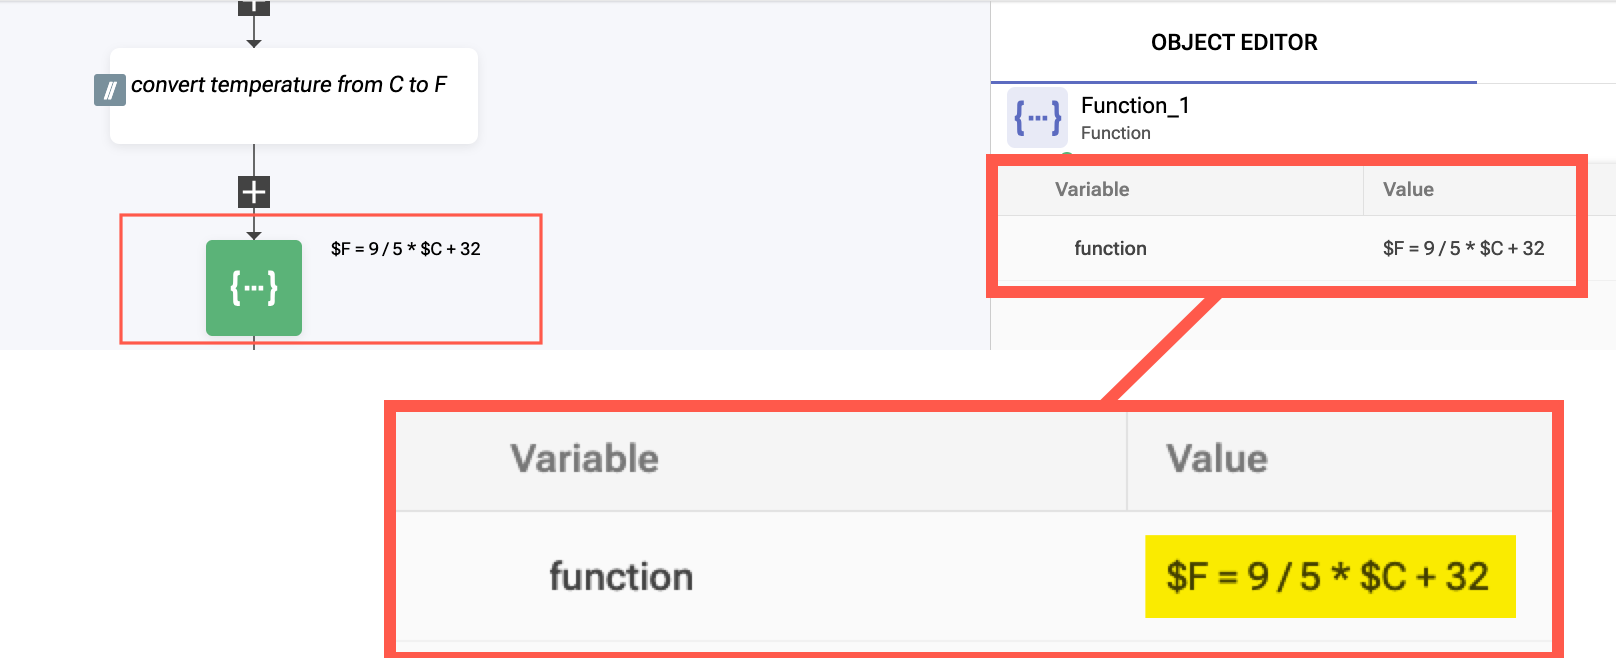 convert temperature from C to F
$F = 9 / 5 * $C + 32
OBJECT EDITOR
Function_1
Function
Variable Value
function $F = 9 / 5 * $C + 32
Variable Value
function $F = 9 / 5 * $C + 32